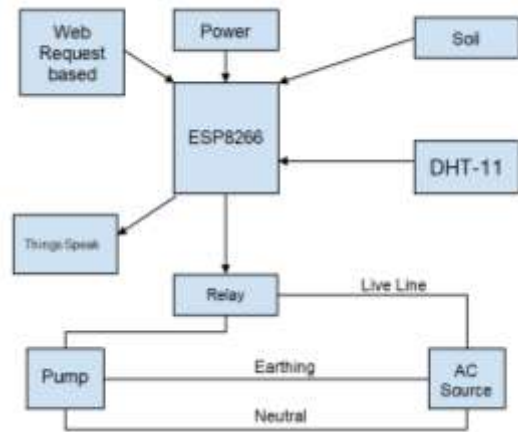 Web
Request
based
Power
Soil
ESP8266
DHT-11
Things Speak
Relay
Live Line
Pump
Earthing
AC
Source
Neutral